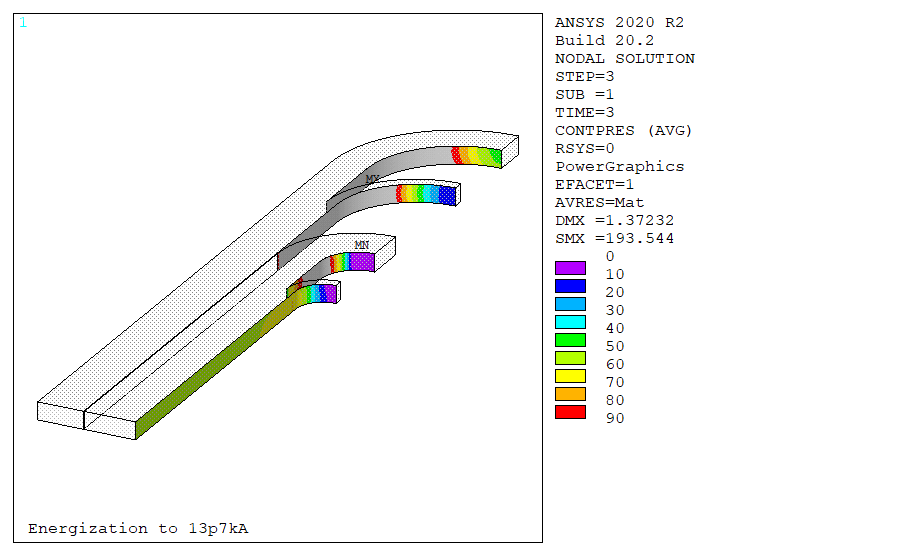 1
ANSYS 2020 R2
Build 20.2
NODAL SOLUTION
STEP=3
SUB =1
TIME=3
CONTPRES (AVG)
RSYS=0
PowerGraphics
EFACET=1
AVRES=Mat
DMX =1.37232
SMX =193.544
0
10
20
30
40
50
60
70
80
90
MX
MN
Energization to 13p7kA